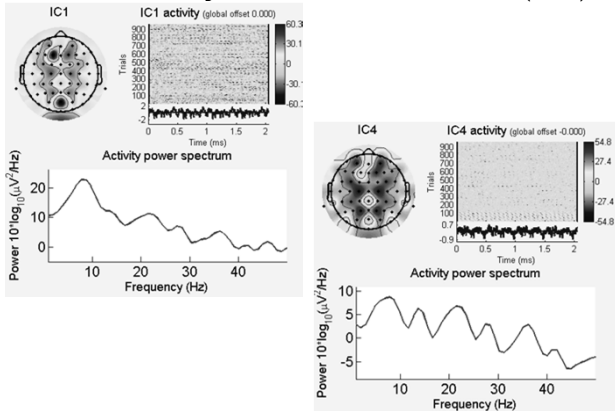 IC1
IC1 activity (global offset 0.000)
Trials
900
800
700
600
500
400
300
200
100
60.3
30.1
0
-30.
-60.3
2
-2
0 0.5 1 1.5 2
Time (ms)
Activity power spectrum
Power 10*log10(μV²/Hz)
20
10
0
10 20 30 40
Frequency (Hz)
IC4
IC4 activity (global offset -0.000)
Trials
900
800
700
600
500
400
300
200
100
54.8
27.4
0
-27.4
-54.8
0.7
-0.9
0 0.5 1 1.5 2
Time (ms)
Activity power spectrum
Power 10*log10(μV²/Hz)
10
5
0
-5
10 20 30 40
Frequency (Hz)